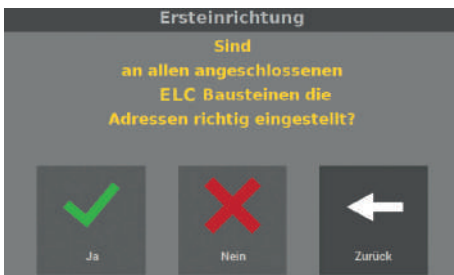 Ersteinrichtung
Sind
an allen angeschlossenen
ELC Bausteinen die
Adressen richtig eingestellt?
Ja Nein Zurück